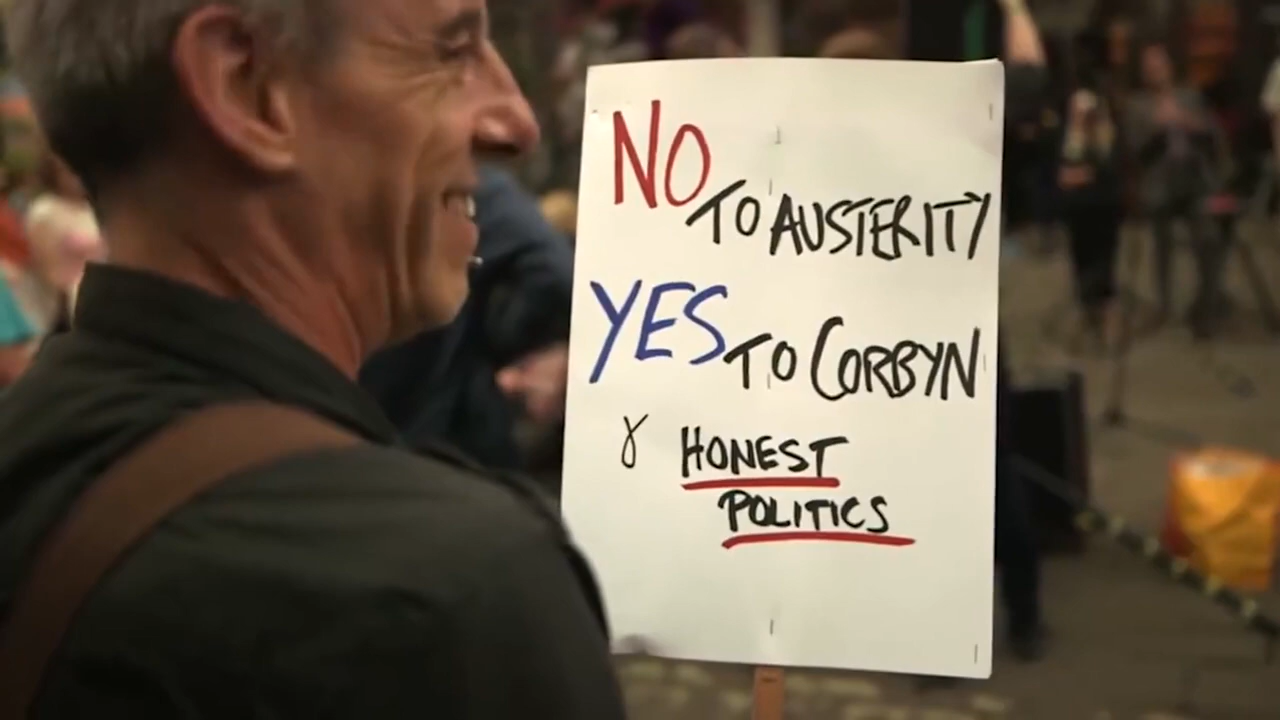 NO
TO AUSTERITY
YES
TO CORBYN
& HONEST
POLITICS